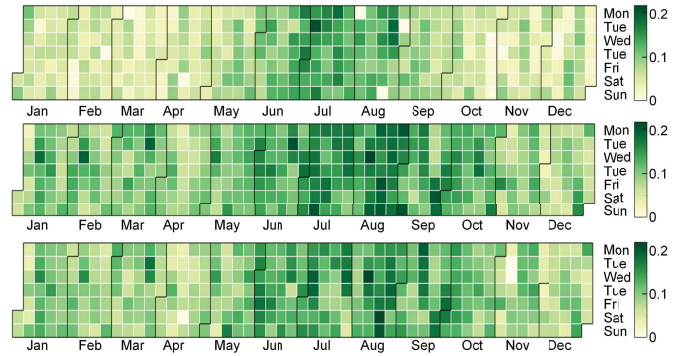 Mon
Tue
Wed
Tue
Fri
Sat
Sun
0.2
0.1
0
Jan Feb Mar Apr May Jun Jul Aug Sep Oct Nov Dec
Mon
Tue
Wed
Tue
Fri
Sat
Sun
0.2
0.1
0
Jan Feb Mar Apr May Jun Jul Aug Sep Oct Nov Dec
Mon
Tue
Wed
Tue
Fri
Sat
Sun
0.2
0.1
0
Jan Feb Mar Apr May Jun Jul Aug Sep Oct Nov Dec